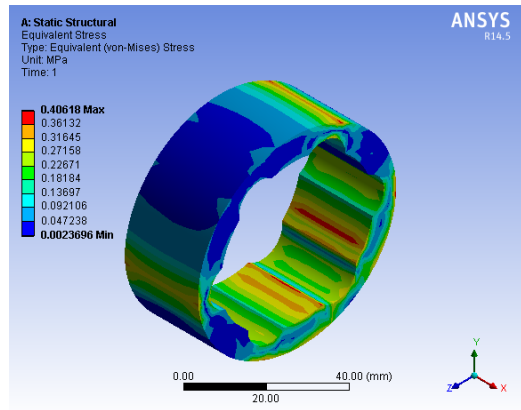 A: Static Structural
Equivalent Stress
Type: Equivalent (von-Mises) Stress
Unit: MPa
Time: 1
ANSYS
R14.5
0.40618 Max
0.36132
0.31645
0.27158
0.22671
0.18184
0.13697
0.092106
0.047238
0.0023696 Min
0.00
40.00 (mm)
20.00
Y
Z
X